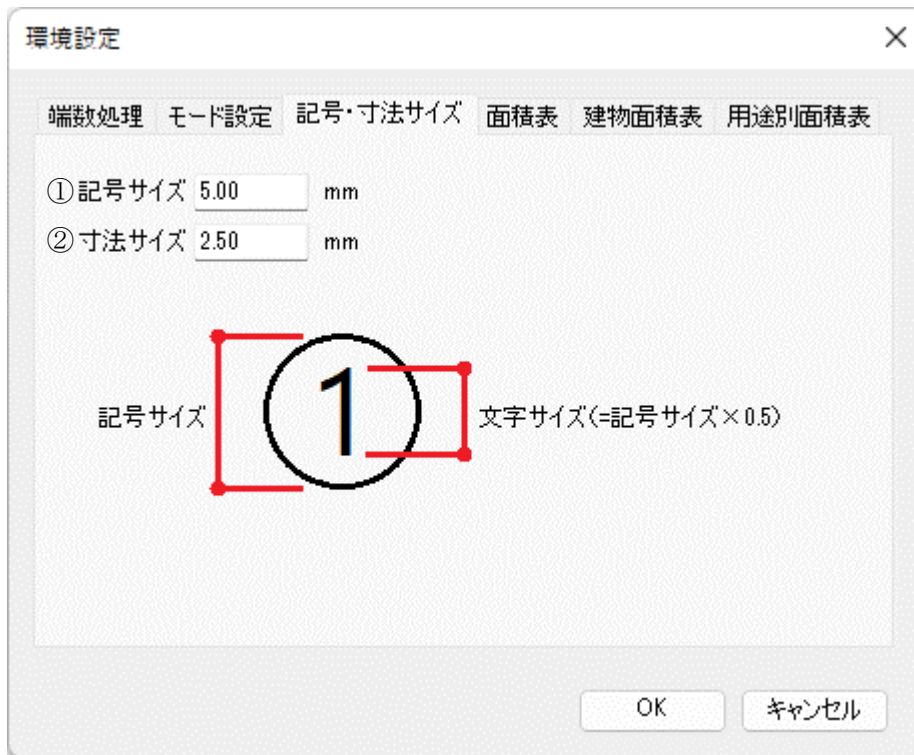 環境設定
端数処理 モード設定 記号・寸法サイズ 面積表 建物面積表 用途別面積表
①記号サイズ 5.00 mm
②寸法サイズ 2.50 mm
1
記号サイズ 文字サイズ(=記号サイズ×0.5)
OK キャンセル